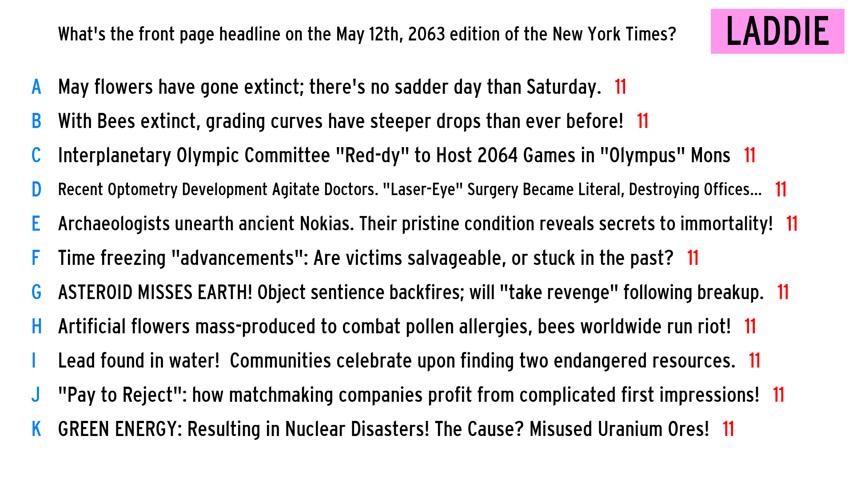 What's the front page headline on the May 12th, 2063 edition of the New York Times?
LADDIE
A May flowers have gone extinct; there's no sadder day than Saturday. 11
B With Bees extinct, grading curves have steeper drops than ever before! 11
C Interplanetary Olympic Committee "Red-dy" to Host 2064 Games in "Olympus" Mons 11
D Recent Optometry Development Agitate Doctors. "Laser-Eye" Surgery Became Literal, Destroying Offices... 11
E Archaeologists unearth ancient Nokias. Their pristine condition reveals secrets to immortality! 11
F Time freezing "advancements": Are victims salvageable, or stuck in the past? 11
G ASTEROID MISSES EARTH! Object sentience backfires; will "take revenge" following breakup. 11
H Artificial flowers mass-produced to combat pollen allergies, bees worldwide run riot! 11
I Lead found in water!  Communities celebrate upon finding two endangered resources. 11
J "Pay to Reject": how matchmaking companies profit from complicated first impressions! 11
K GREEN ENERGY: Resulting in Nuclear Disasters! The Cause? Misused Uranium Ores! 11